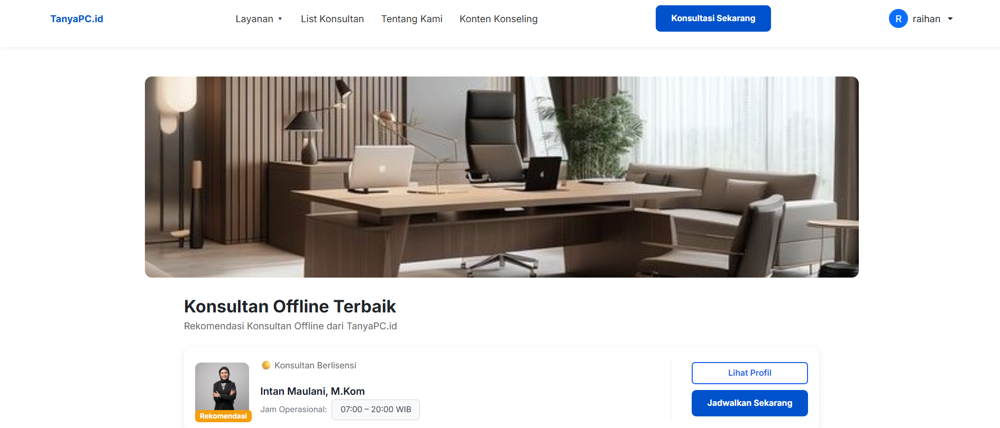 TanyaPC.id
Layanan ▼
List Konsultan
Tentang Kami
Konten Konseling
Konsultasi Sekarang
R raihan
Konsultan Offline Terbaik
Rekomendasi Konsultan Offline dari TanyaPC.id
Konsultan Berlisensi
Intan Maulani, M.Kom
Jam Operasional: 07:00 – 20:00 WIB
Rekomendasi
Lihat Profil
Jadwalkan Sekarang